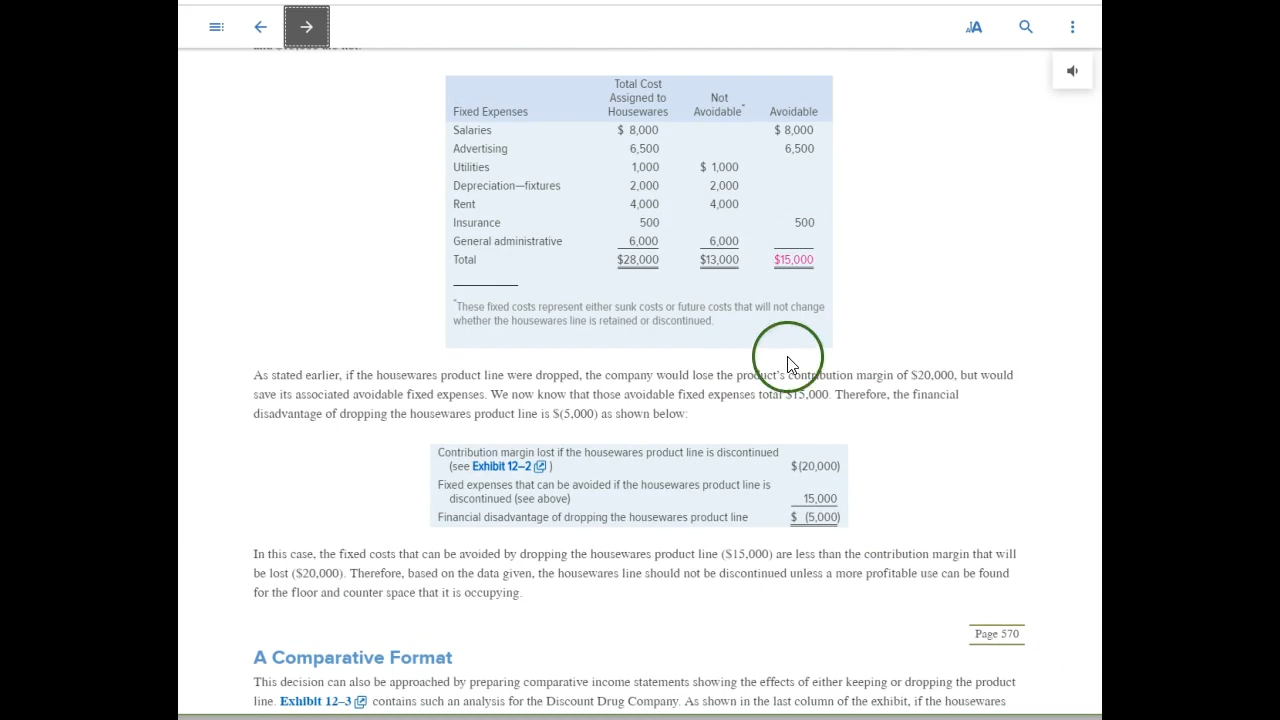 Total Cost
Assigned to
Housewares
Not
Avoidable*
Fixed Expenses Avoidable
Salaries $ 8,000 $ 8,000
Advertising 6,500 6,500
Utilities 1,000 $ 1,000
Depreciation—fixtures 2,000 2,000
Rent 4,000 4,000
Insurance 500 500
General administrative 6,000 6,000
Total $28,000 $13,000 $15,000
*These fixed costs represent either sunk costs or future costs that will not change
whether the housewares line is retained or discontinued.
As stated earlier, if the housewares product line were dropped, the company would lose the product's contribution margin of $20,000, but would
save its associated avoidable fixed expenses. We now know that those avoidable fixed expenses total $15,000. Therefore, the financial
disadvantage of dropping the housewares product line is $(5,000) as shown below:
Contribution margin lost if the housewares product line is discontinued
(see Exhibit 12–2 ) $(20,000)
Fixed expenses that can be avoided if the housewares product line is
discontinued (see above) 15,000
Financial disadvantage of dropping the housewares product line $ (5,000)
In this case, the fixed costs that can be avoided by dropping the housewares product line ($15,000) are less than the contribution margin that will
be lost ($20,000). Therefore, based on the data given, the housewares line should not be discontinued unless a more profitable use can be found
for the floor and counter space that it is occupying.
Page 570
A Comparative Format
This decision can also be approached by preparing comparative income statements showing the effects of either keeping or dropping the product
line. Exhibit 12–3 contains such an analysis for the Discount Drug Company. As shown in the last column of the exhibit, if the housewares